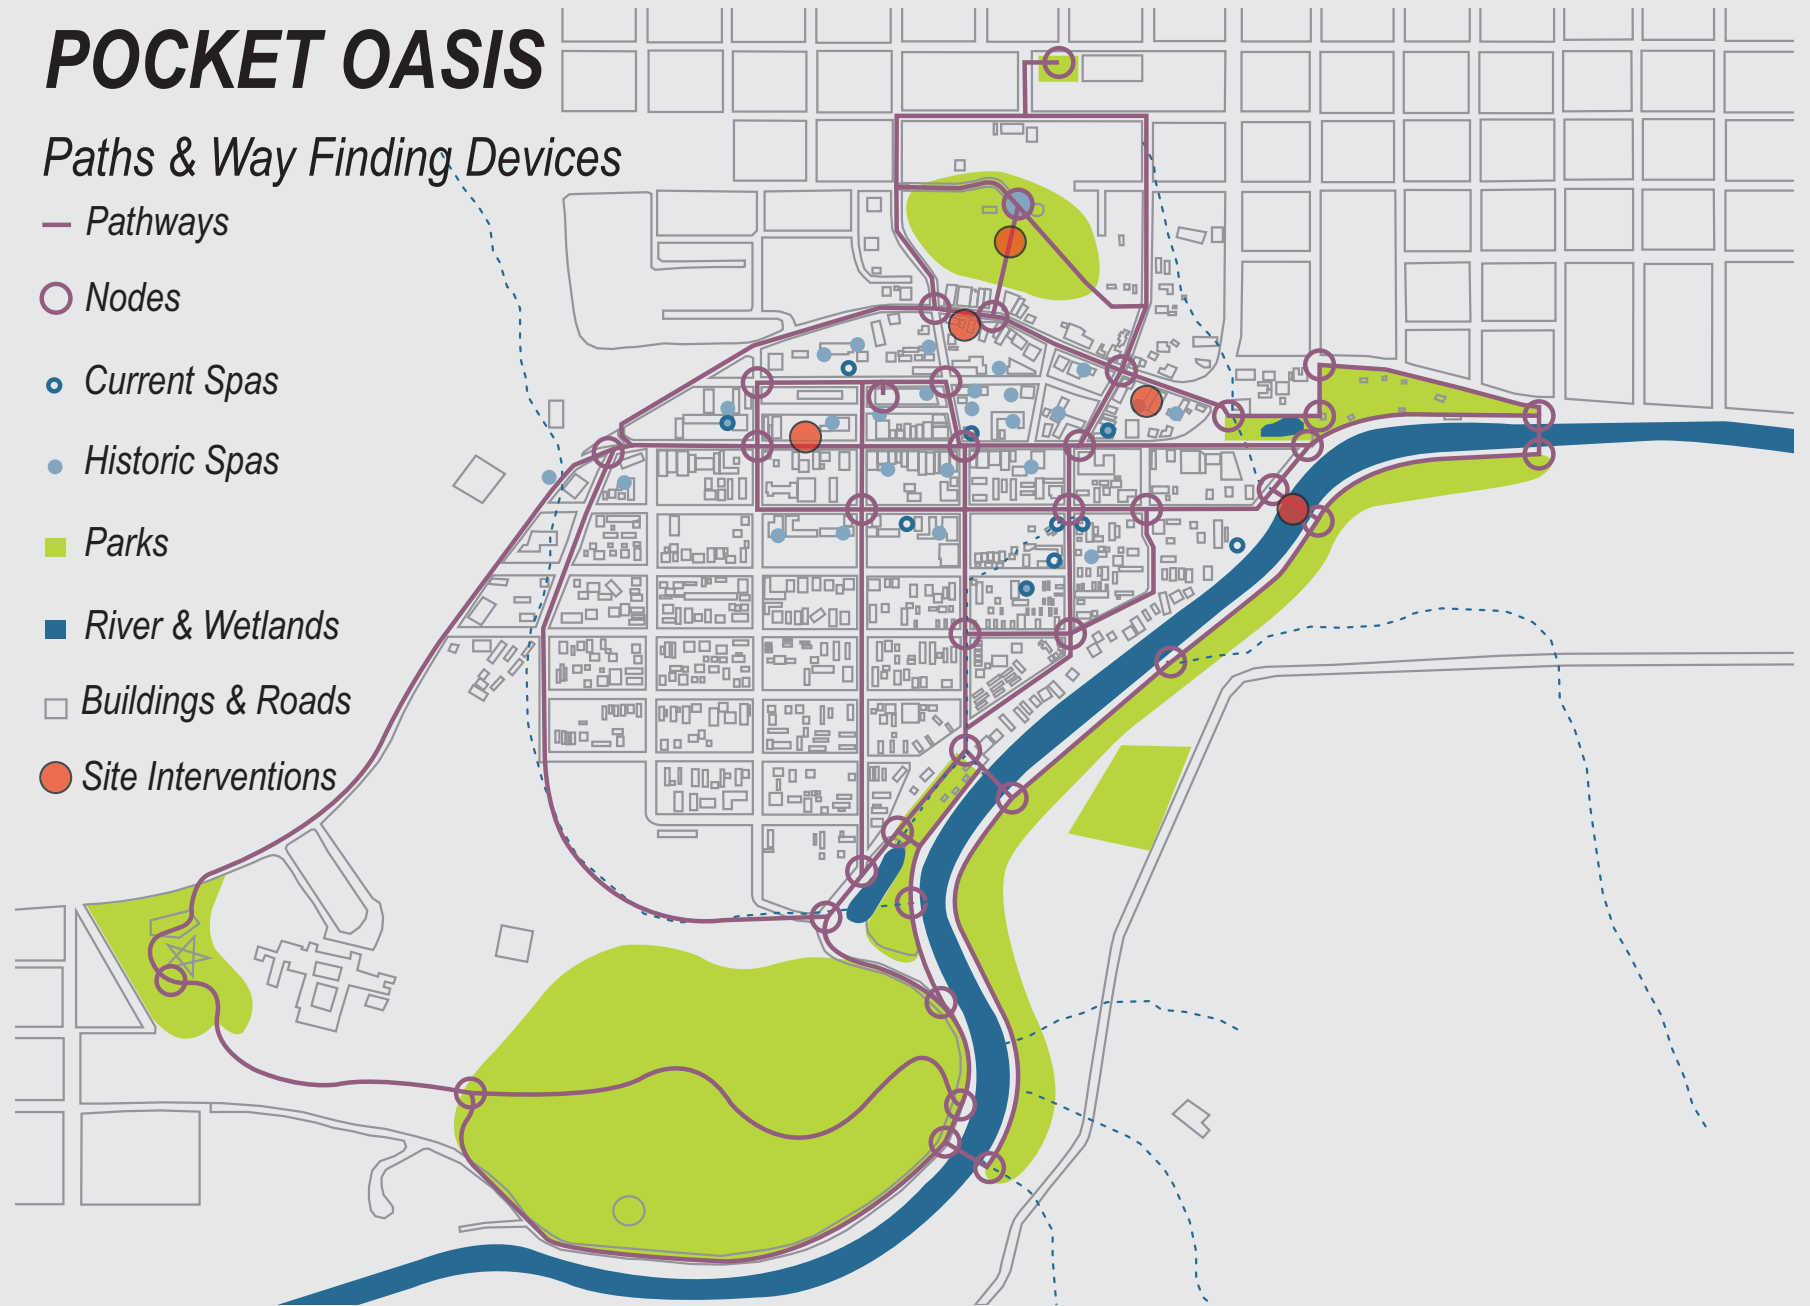 POCKET OASIS
Paths & Way Finding Devices
Pathways
Nodes
Current Spas
Historic Spas
Parks
River & Wetlands
Buildings & Roads
Site Interventions